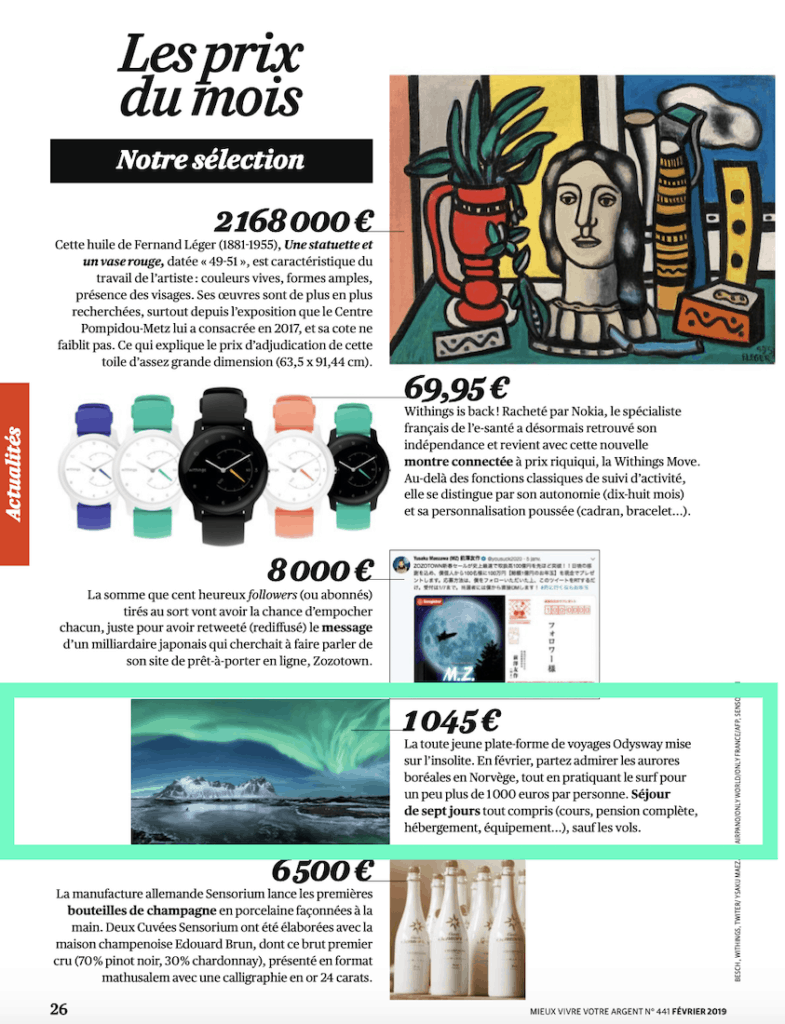 Les prix
du mois
Notre sélection
2 168 000 €
Cette huile de Fernand Léger (1881-1955), Une statuette et
un vase rouge, datée « 49-51 », est caractéristique du
travail de l’artiste : couleurs vives, formes amples,
présence des visages. Ses œuvres sont de plus en plus
recherchées, surtout depuis l’exposition que le Centre
Pompidou-Metz lui a consacrée en 2017, et sa cote ne
faiblit pas. Ce qui explique le prix d’adjudication de cette
toile d’assez grande dimension (63,5 x 91,44 cm).
Actualités
69,95 €
Withings is back ! Racheté par Nokia, le spécialiste
français de l’e-santé a désormais retrouvé son
indépendance et revient avec cette nouvelle
montre connectée à prix riquiqui, la Withings Move.
Au-delà des fonctions classiques de suivi d’activité,
elle se distingue par son autonomie (dix-huit mois)
et sa personnalisation poussée (cadran, bracelet…).
8 000 €
La somme que cent heureux followers (ou abonnés)
tirés au sort vont avoir la chance d’empocher
chacun, juste pour avoir retweeté (rediffusé) le message
d’un milliardaire japonais qui cherchait à faire parler de
son site de prêt-à-porter en ligne, Zozotown.
フォロワー様
M.Z.
1 045 €
La toute jeune plate-forme de voyages Odysway mise
sur l’insolite. En février, partez admirer les aurores
boréales en Norvège, tout en pratiquant le surf pour
un peu plus de 1 000 euros par personne. Séjour
de sept jours tout compris (cours, pension complète,
hébergement, équipement…), sauf les vols.
6 500 €
La manufacture allemande Sensorium lance les premières
bouteilles de champagne en porcelaine façonnées à la
main. Deux Cuvées Sensorium ont été élaborées avec la
maison champenoise Edouard Brun, dont ce brut premier
cru (70 % pinot noir, 30 % chardonnay), présenté en format
mathusalem avec une calligraphie en or 24 carats.
26
MIEUX VIVRE VOTRE ARGENT N° 441 FÉVRIER 2019